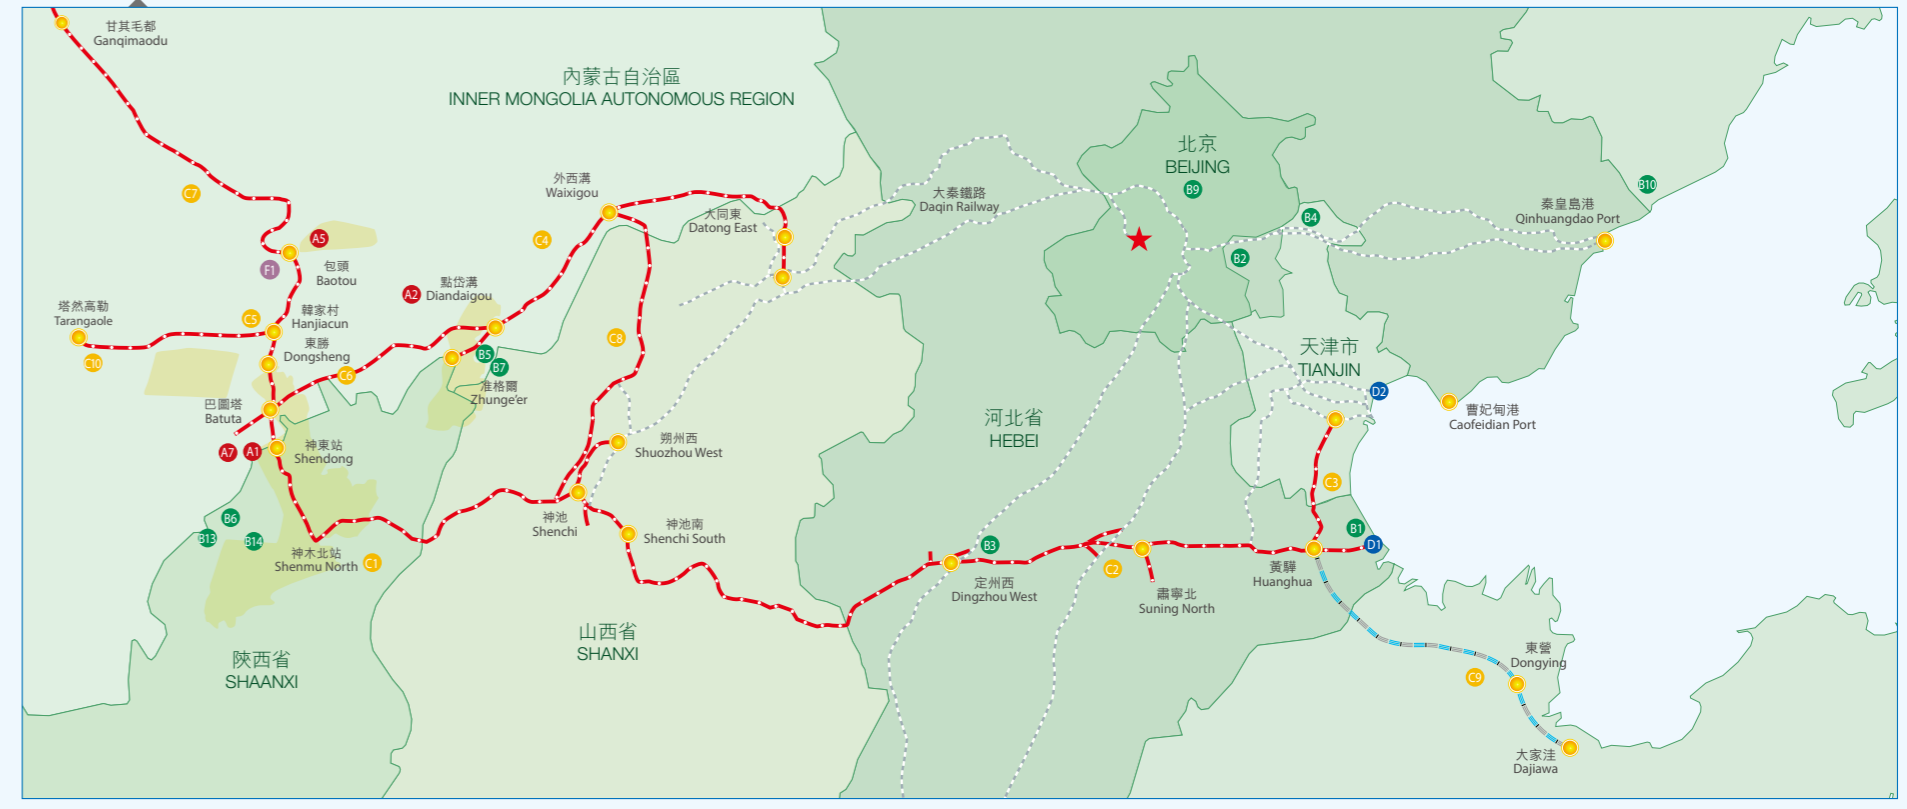 甘其毛都
Ganqimaodu
內蒙古自治區
INNER MONGOLIA AUTONOMOUS REGION
北京
BEIJING
B9
B10
C7
外西溝
Waixigou
大同東
Datong East
大秦鐵路
Daqin Railway
秦皇島港
Qinhuangdao Port
B4
B2
A5
C4
F1
包頭
Baotou
A2
點岱溝
Diandaigou
塔然高勒
Tarangaole
C5
韓家村
Hanjiacun
C10
東勝
Dongsheng
C6
C8
B5
B7
准格爾
Zhunge'er
天津市
TIANJIN
D2
曹妃甸港
Caofeidian Port
巴圖塔
Batuta
河北省
HEBEI
A7
A1
神東站
Shendong
朔州西
Shuozhou West
C3
B6
B13
B14
神池
Shenchi
神池南
Shenchi South
神木北站
Shenmu North
C1
B3
定州西
Dingzhou West
C2
肅寧北
Suning North
黃驊
Huanghua
B1
D1
山西省
SHANXI
陝西省
SHAANXI
東營
Dongying
C9
大家洼
Dajiawa